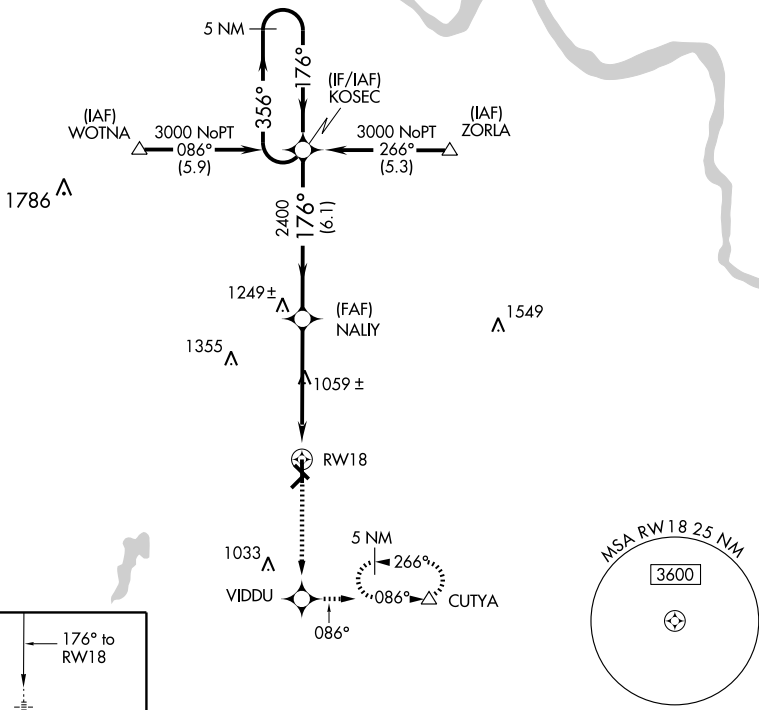 5 NM
176°
356°
(IF/IAF)
KOSEC
(IAF)
WOTNA
3000 NoPT
086°
(5.9)
3000 NoPT
266°
(5.3)
(IAF)
ZORLA
1786
2400
176°
(6.1)
1249±
(FAF)
NALIY
1549
1355
1059±
RW18
1033
5 NM
266°
VIDDU
086°
CUTYA
086°
MSA RW18 25 NM
3600
176° to
RW18